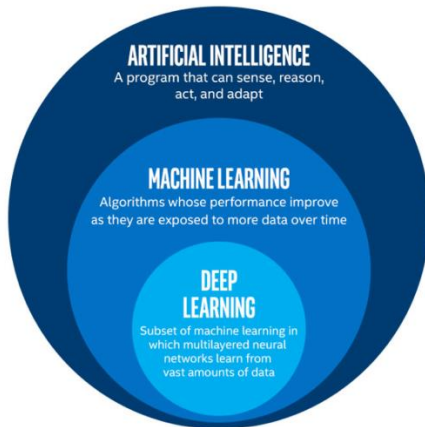 ARTIFICIAL INTELLIGENCE
A program that can sense, reason,
act, and adapt
MACHINE LEARNING
Algorithms whose performance improve
as they are exposed to more data over time
DEEP
LEARNING
Subset of machine learning in
which multilayered neural
networks learn from
vast amounts of data